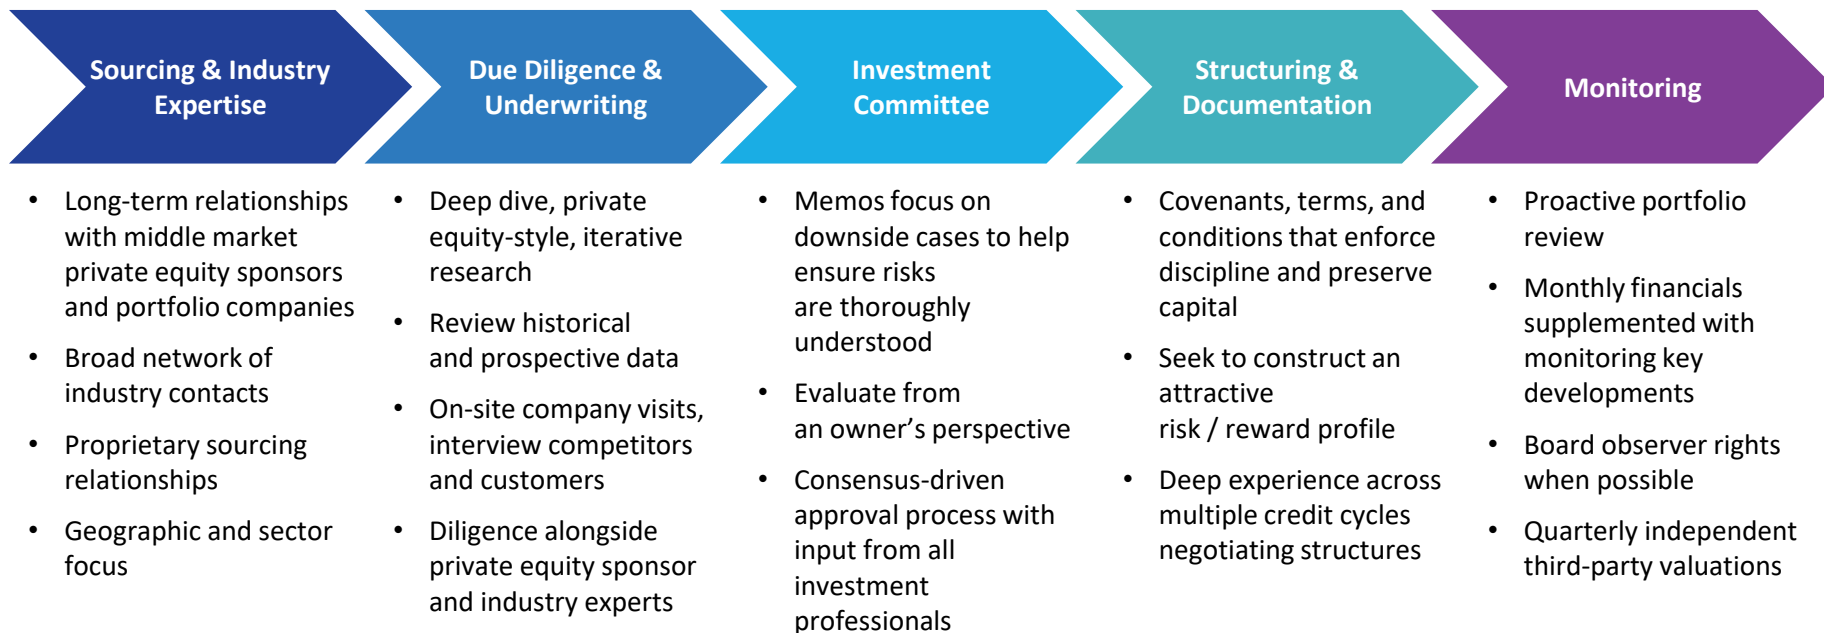 Sourcing & Industry
Expertise
Due Diligence &
Underwriting
Investment
Committee
Structuring &
Documentation
Monitoring
• Long-term relationships
with middle market
private equity sponsors
and portfolio companies
• Broad network of
industry contacts
• Proprietary sourcing
relationships
• Geographic and sector
focus
• Deep dive, private
equity-style, iterative
research
• Review historical
and prospective data
• On-site company visits,
interview competitors
and customers
• Diligence alongside
private equity sponsor
and industry experts
• Memos focus on
downside cases to help
ensure risks
are thoroughly
understood
• Evaluate from
an owner’s perspective
• Consensus-driven
approval process with
input from all
investment
professionals
• Covenants, terms, and
conditions that enforce
discipline and preserve
capital
• Seek to construct an
attractive
risk / reward profile
• Deep experience across
multiple credit cycles
negotiating structures
• Proactive portfolio
review
• Monthly financials
supplemented with
monitoring key
developments
• Board observer rights
when possible
• Quarterly independent
third-party valuations